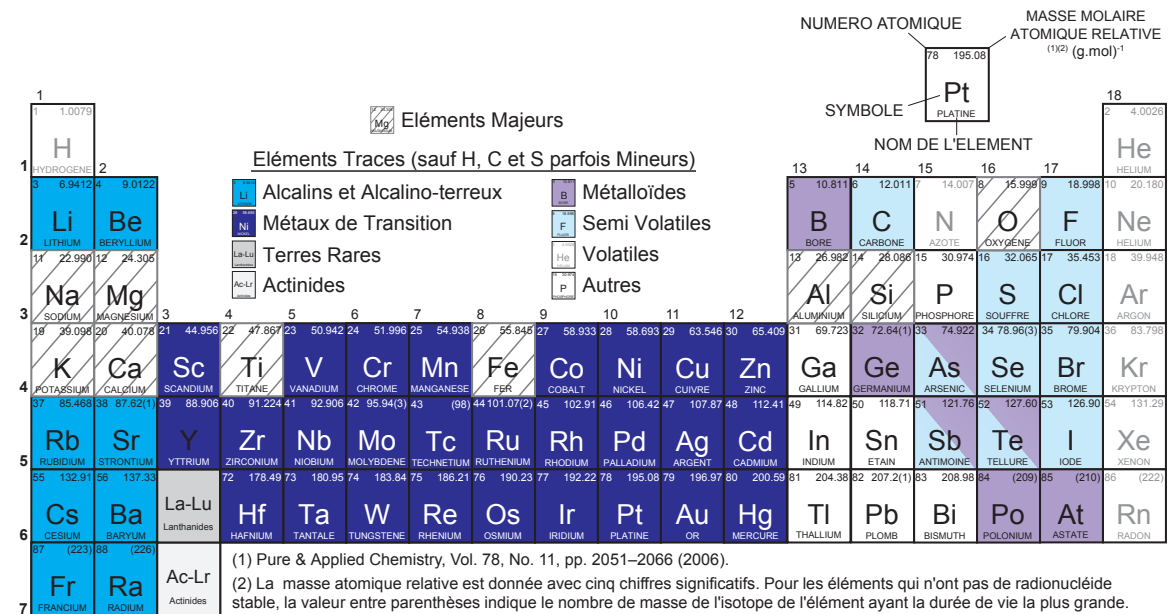 NUMERO ATOMIQUE
MASSE MOLAIRE
ATOMIQUE RELATIVE
(1)(2) (g.mol)-1
78 195.08
Pt
PLATINE
SYMBOLE
NOM DE L'ELEMENT
Eléments Majeurs
Eléments Traces (sauf H, C et S parfois Mineurs)
Li Alcalins et Alcalino-terreux
Ni Métaux de Transition
La-Lu Terres Rares
Ac-Lr Actinides
B Métalloïdes
F Semi Volatiles
He Volatiles
P Autres
1 18
1 1.0079 2 4.0026
1 H He
HYDROGENE HELIUM
2 13 14 15 16 17
3 6.9412 4 9.0122 5 10.811 6 12.011 7 14.007 8 15.999 9 18.998 10 20.180
2 Li Be B C N O F Ne
LITHIUM BERYLLIUM BORE CARBONE AZOTE OXYGENE FLUOR HELIUM
11 22.990 12 24.305 13 26.982 14 28.086 15 30.974 16 32.065 17 35.453 18 39.948
3 Na Mg Al Si P S Cl Ar
SODIUM MAGNESIUM ALUMINIUM SILICIUM PHOSPHORE SOUFFRE CHLORE ARGON
3 4 5 6 7 8 9 10 11 12
19 39.098 20 40.078 21 44.956 22 47.867 23 50.942 24 51.996 25 54.938 26 55.845 27 58.933 28 58.693 29 63.546 30 65.409 31 69.723 32 72.64(1) 33 74.922 34 78.96(3) 35 79.904 36 83.798
4 K Ca Sc Ti V Cr Mn Fe Co Ni Cu Zn Ga Ge As Se Br Kr
POTASSIUM CALCIUM SCANDIUM TITANE VANADIUM CHROME MANGANESE FER COBALT NICKEL CUIVRE ZINC GALLIUM GERMANIUM ARSENIC SELENIUM BROME KRYPTON
37 85.468 38 87.62(1) 39 88.906 40 91.224 41 92.906 42 95.94(3) 43 (98) 44 101.07(2) 45 102.91 46 106.42 47 107.87 48 112.41 49 114.82 50 118.71 51 121.76 52 127.60 53 126.90 54 131.29
5 Rb Sr Y Zr Nb Mo Tc Ru Rh Pd Ag Cd In Sn Sb Te I Xe
RUBIDIUM STRONTIUM YTTRIUM ZIRCONIUM NIOBIUM MOLYBDENE TECHNETIUM RUTHENIUM RHODIUM PALLADIUM ARGENT CADMIUM INDIUM ETAIN ANTIMOINE TELLURE IODE XENON
55 132.91 56 137.33 72 178.49 73 180.95 74 183.84 75 186.21 76 190.23 77 192.22 78 195.08 79 196.97 80 200.59 81 204.38 82 207.2(1) 83 208.98 84 (209) 85 (210) 86 (222)
6 Cs Ba La-Lu Hf Ta W Re Os Ir Pt Au Hg Tl Pb Bi Po At Rn
CESIUM BARYUM Lanthanides HAFNIUM TANTALE TUNGSTENE RHENIUM OSMIUM IRIDIUM PLATINE OR MERCURE THALLIUM PLOMB BISMUTH POLONIUM ASTATE RADON
87 (223) 88 (226)
7 Fr Ra Ac-Lr
FRANCIUM RADIUM Actinides
(1) Pure & Applied Chemistry, Vol. 78, No. 11, pp. 2051–2066 (2006).
(2) La masse atomique relative est donnée avec cinq chiffres significatifs. Pour les éléments qui n'ont pas de radionucléide
stable, la valeur entre parenthèses indique le nombre de masse de l'isotope de l'élément ayant la durée de vie la plus grande.